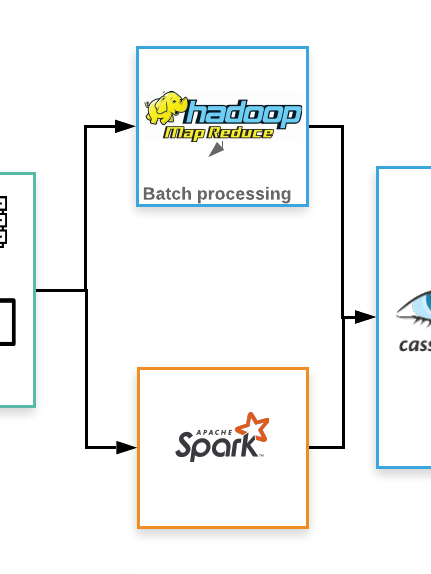 hadoop
Map Reduce
Batch processing
APACHE
Spark
cass